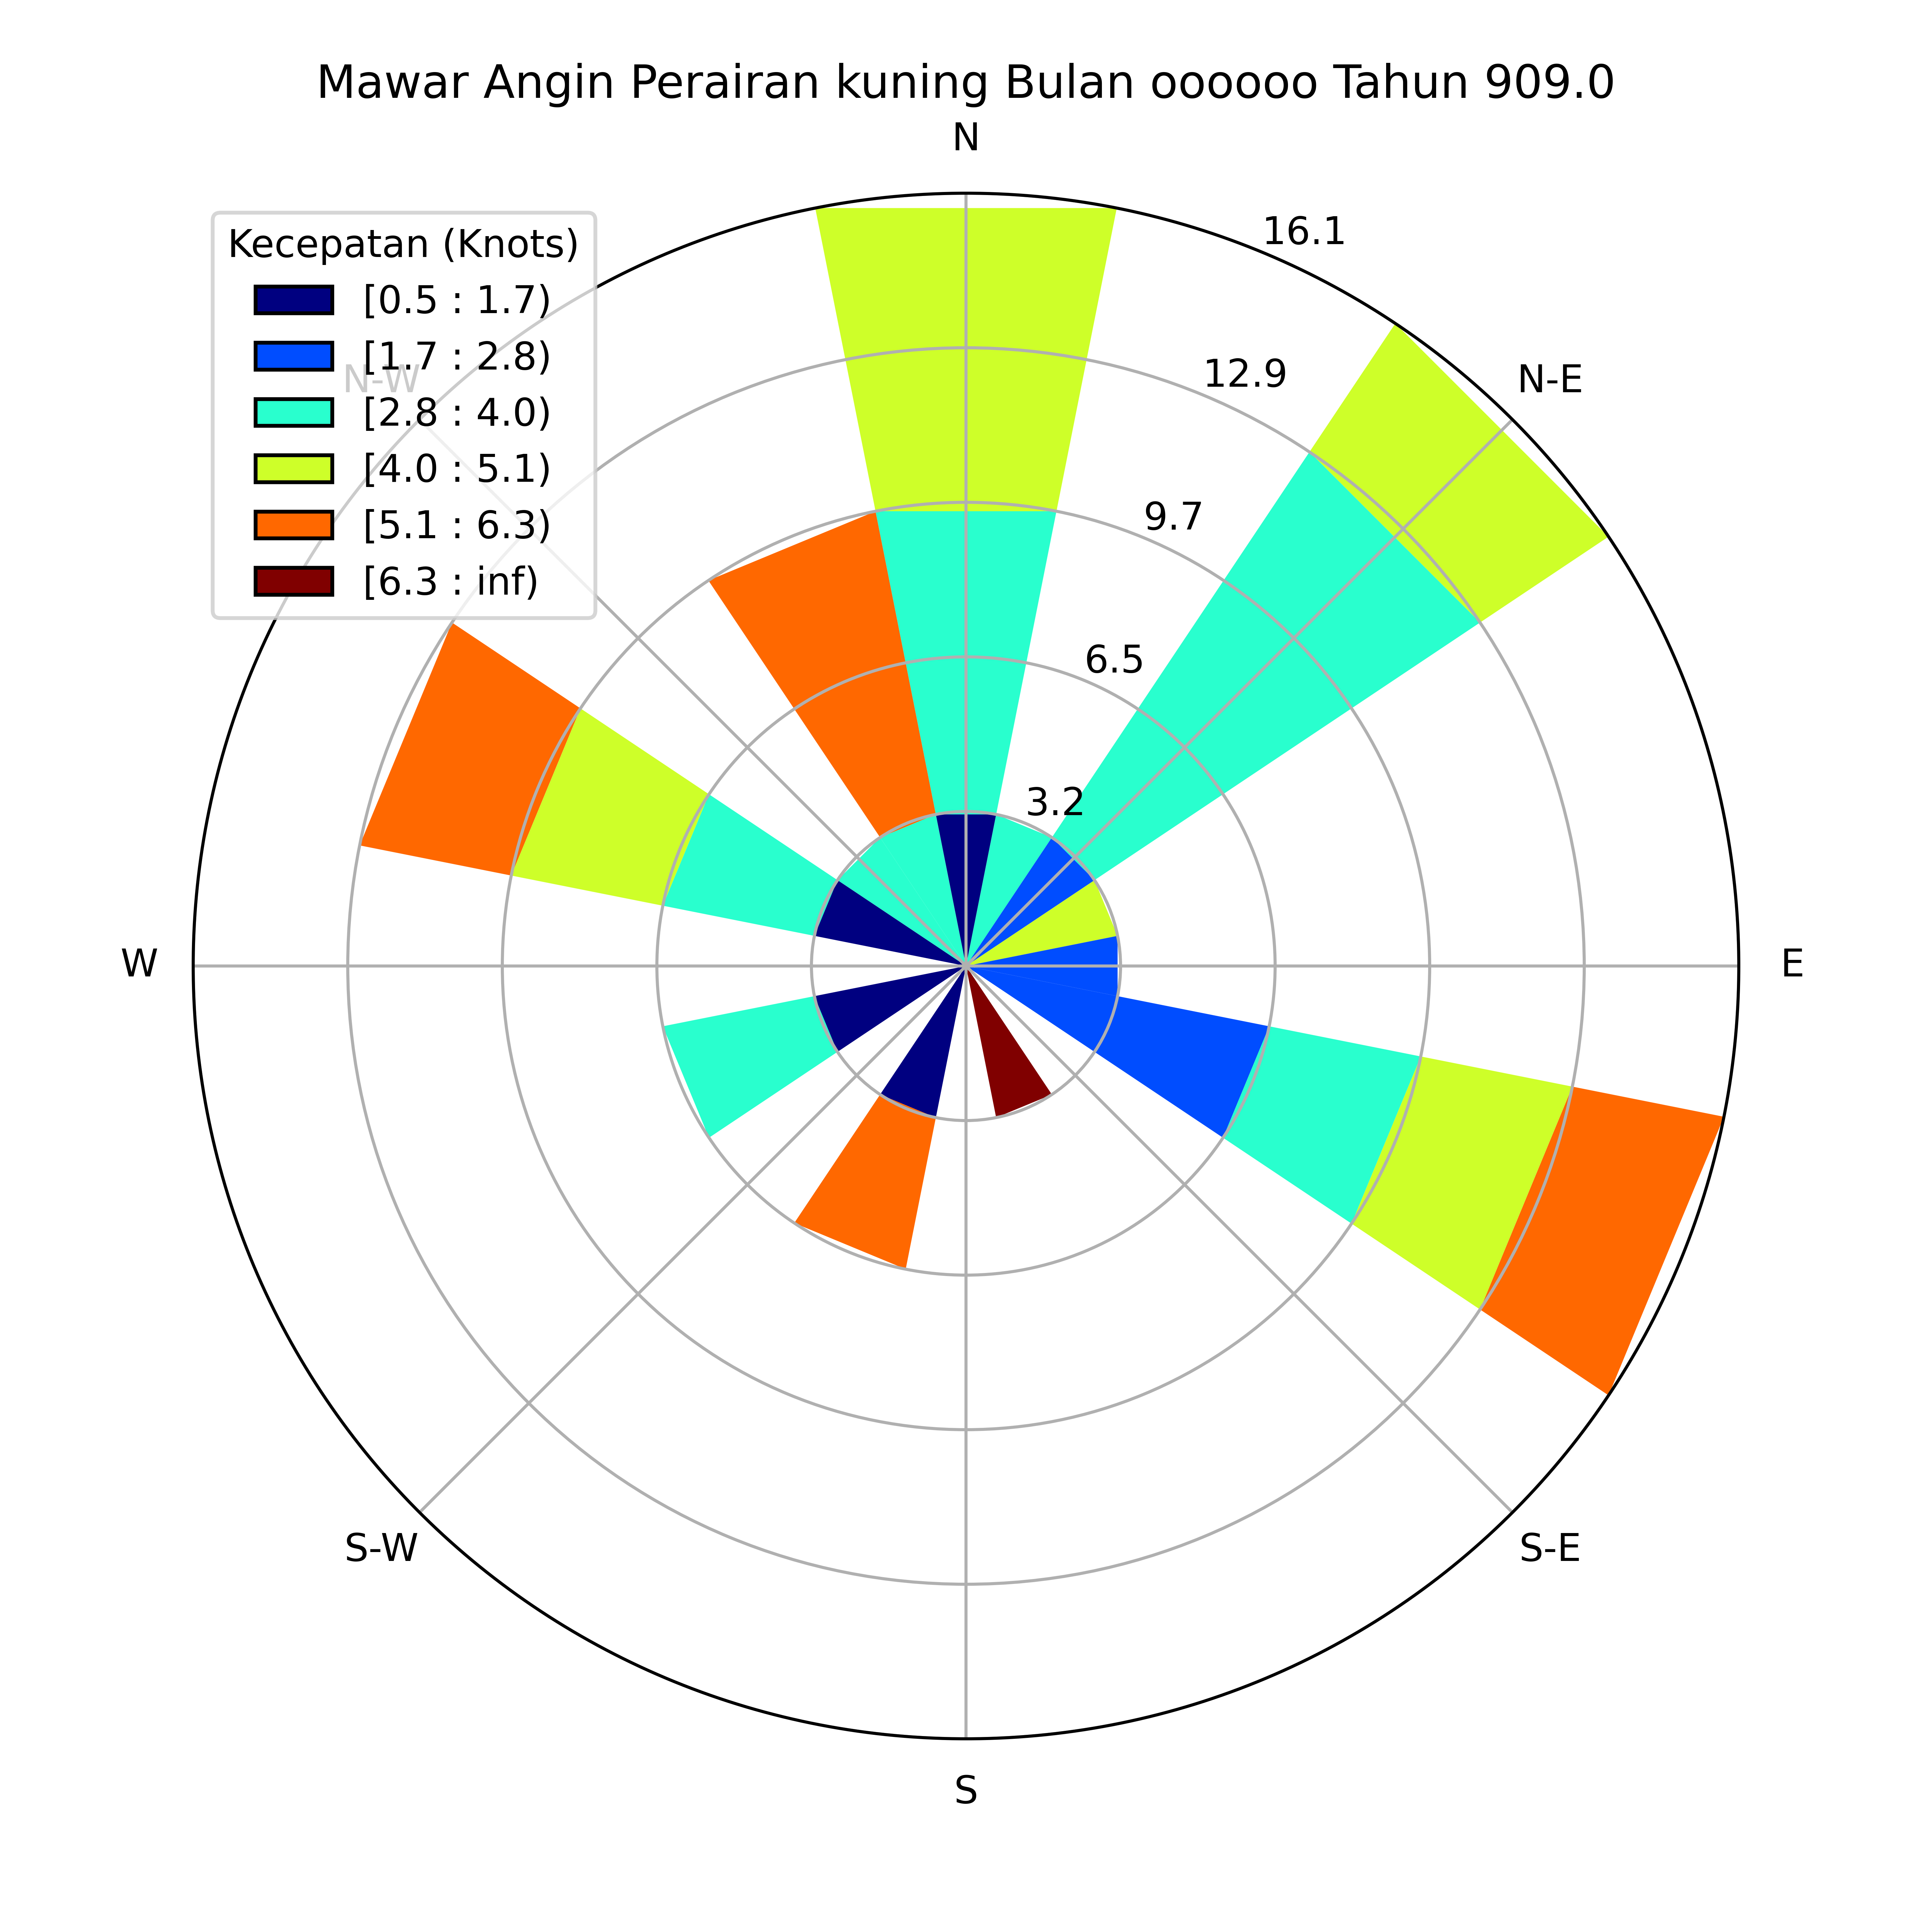 Mawar Angin Perairan kuning Bulan oooooo Tahun 909.0
N
16.1
Kecepatan (Knots)
[0.5 : 1.7)
[1.7 : 2.8)
[2.8 : 4.0)
[4.0 : 5.1)
[5.1 : 6.3)
[6.3 : inf)
N-W
12.9
N-E
9.7
6.5
3.2
W
E
S-W
S-E
S